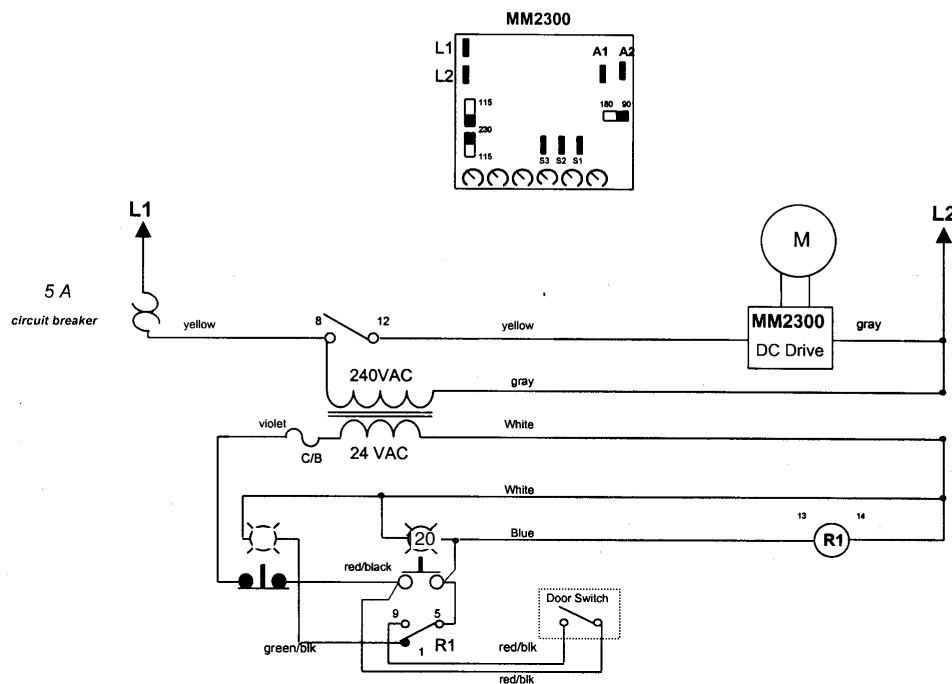 MM2300
L1
L2
A1 A2
115
230
115
180 90
S3 S2 S1
L1
L2
M
5 A
circuit breaker
yellow
8 12
yellow
MM2300
DC Drive
gray
240VAC
gray
violet
C/B
24 VAC
White
White
20
Blue
13 14
R1
red/black
9 5
1 R1
green/blk
Door Switch
red/blk
red/blk